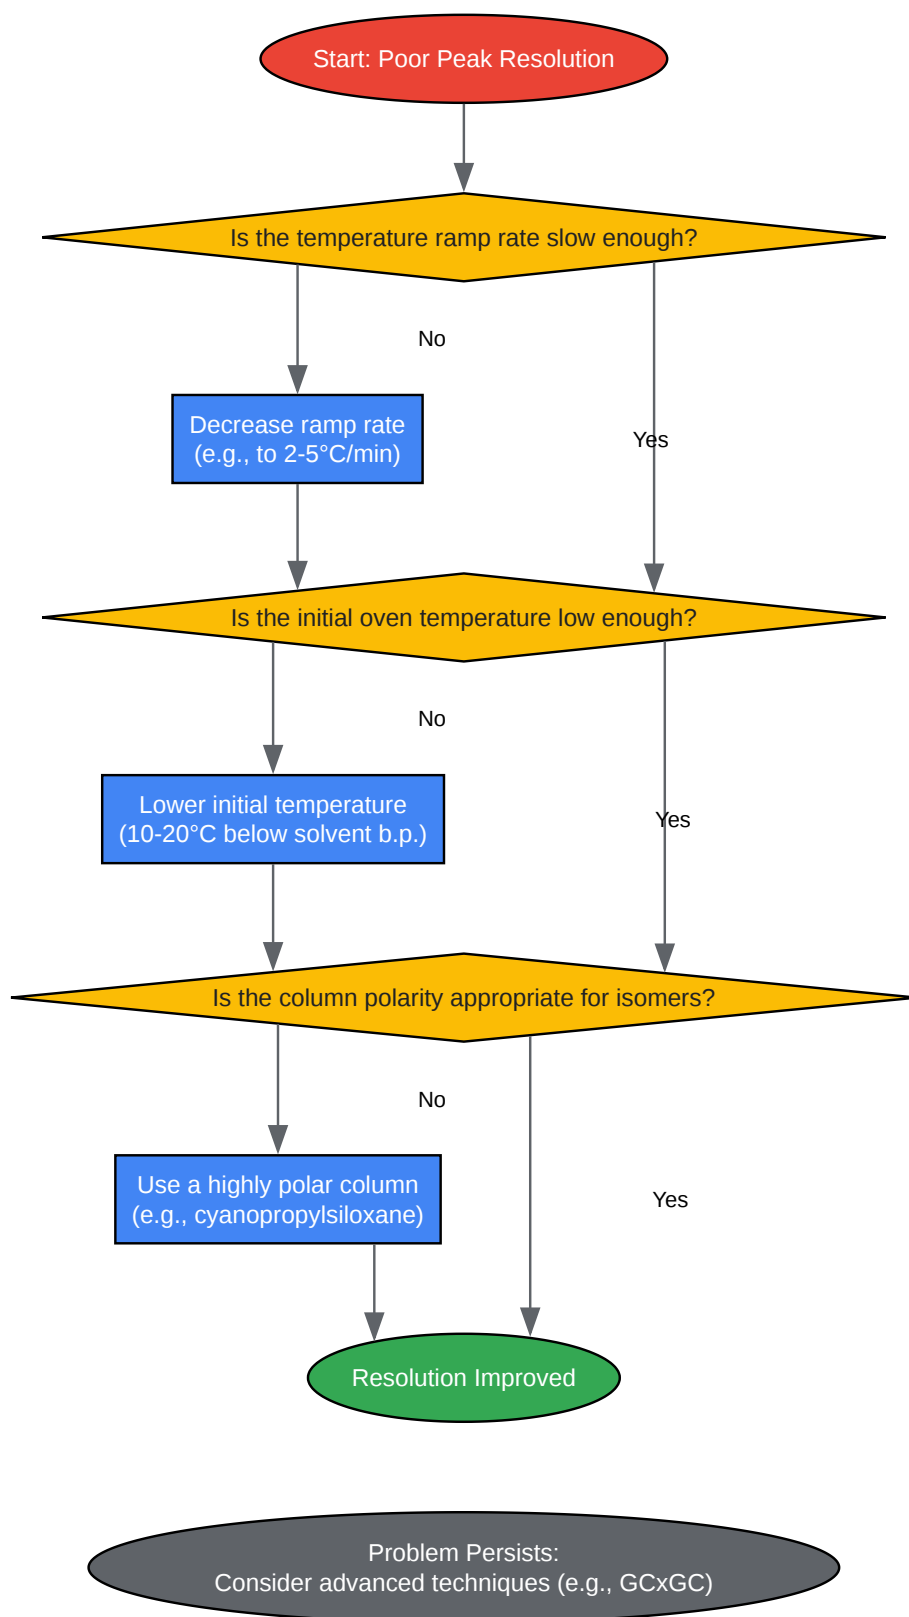 Start: Poor Peak Resolution
Is the temperature ramp rate slow enough?
No
Decrease ramp rate
(e.g., to 2-5°C/min)
Yes
Is the initial oven temperature low enough?
No
Lower initial temperature
(10-20°C below solvent b.p.)
Yes
Is the column polarity appropriate for isomers?
No
Use a highly polar column
(e.g., cyanopropylsiloxane)
Yes
Resolution Improved
Problem Persists:
Consider advanced techniques (e.g., GCxGC)